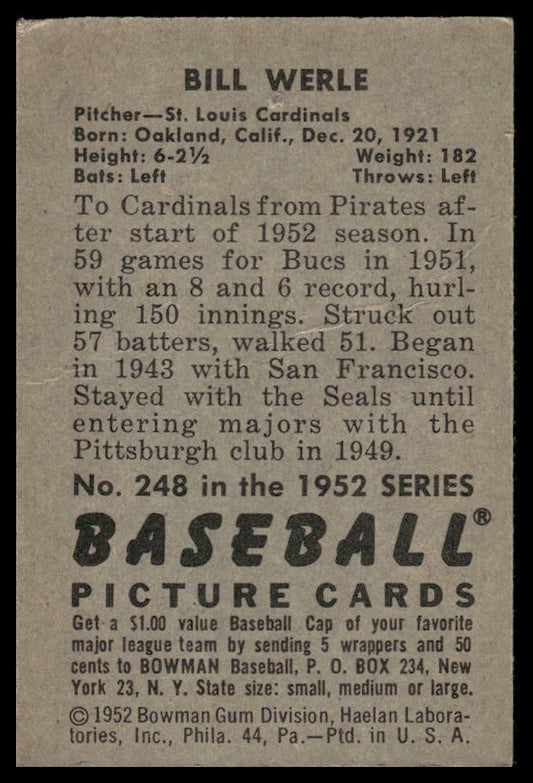 BILL WERLE
Pitcher—St. Louis Cardinals
Born: Oakland, Calif., Dec. 20, 1921
Height: 6-2½ Weight: 182
Bats: Left Throws: Left
To Cardinals from Pirates af-
ter start of 1952 season. In
59 games for Bucs in 1951,
with an 8 and 6 record, hurl-
ing 150 innings. Struck out
57 batters, walked 51. Began
in 1943 with San Francisco.
Stayed with the Seals until
entering majors with the
Pittsburgh club in 1949.
No. 248 in the 1952 SERIES
BASEBALL®
PICTURE CARDS
Get a $1.00 value Baseball Cap of your favorite
major league team by sending 5 wrappers and 50
cents to BOWMAN Baseball, P. O. BOX 234, New
York 23, N. Y. State size: small, medium or large.
©1952 Bowman Gum Division, Haelan Labora-
tories, Inc., Phila. 44, Pa.—Ptd. in U. S. A.